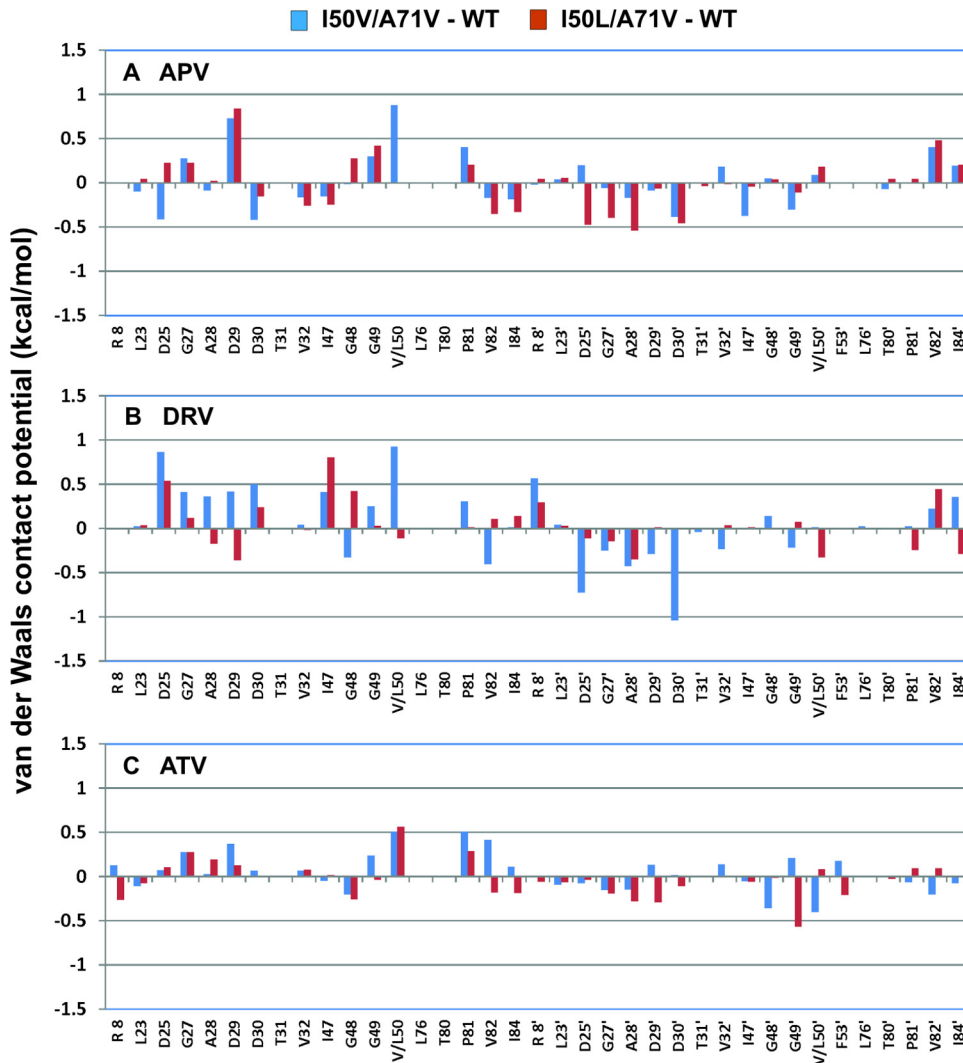 I50V/A71V - WT I50L/A71V - WT
van der Waals contact potential (kcal/mol)
A APV
1.5
1
0.5
0
-0.5
-1
-1.5
R 8 L23 D25 G27 A28 D29 D30 T31 V32 I47 G48 G49 V/L50 L76 T80 P81 V82 I84 R 8' L23' D25' G27' A28' D29' D30' T31' V32' I47' G48' G49' V/L50' F53' L76' T80' P81' V82' I84'
B DRV
1.5
1
0.5
0
-0.5
-1
-1.5
R 8 L23 D25 G27 A28 D29 D30 T31 V32 I47 G48 G49 V/L50 L76 T80 P81 V82 I84 R 8' L23' D25' G27' A28' D29' D30' T31' V32' I47' G48' G49' V/L50' F53' L76' T80' P81' V82' I84'
C ATV
1.5
1
0.5
0
-0.5
-1
-1.5
R 8 L23 D25 G27 A28 D29 D30 T31 V32 I47 G48 G49 V/L50 L76 T80 P81 V82 I84 R 8' L23' D25' G27' A28' D29' D30' T31' V32' I47' G48' G49' V/L50' F53' L76' T80' P81' V82' I84'